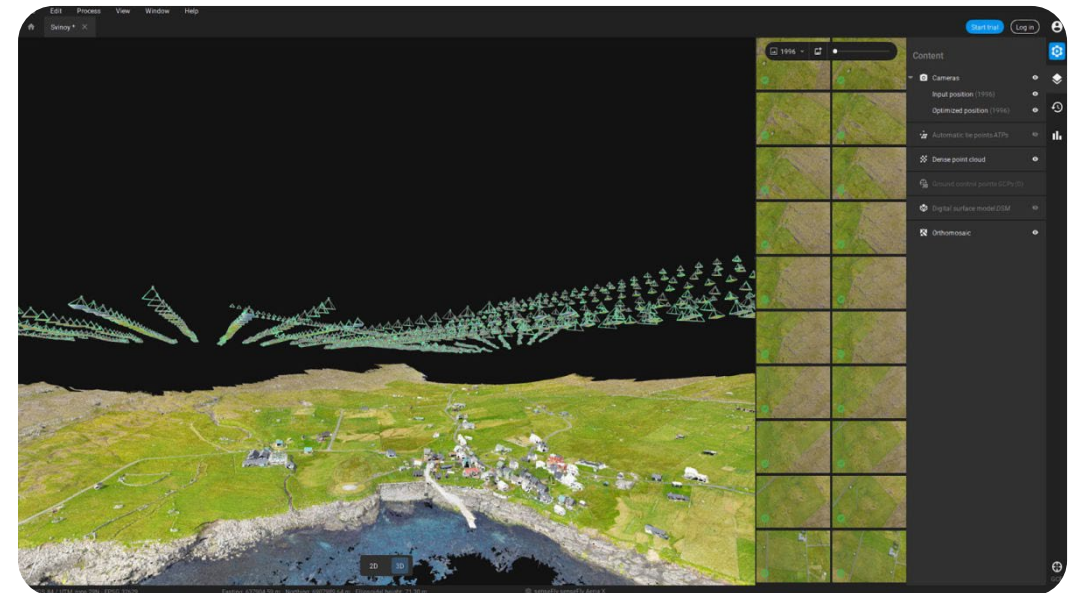 Edit Process View Window Help
Svinoy *
Start trial
Log in
1996
Content
Cameras
Input position (1996)
Optimized position (1996)
Automatic tie points ATPs
Dense point cloud
Ground control points GCPs (0)
Digital surface model DSM
Orthomosaic
2D 3D